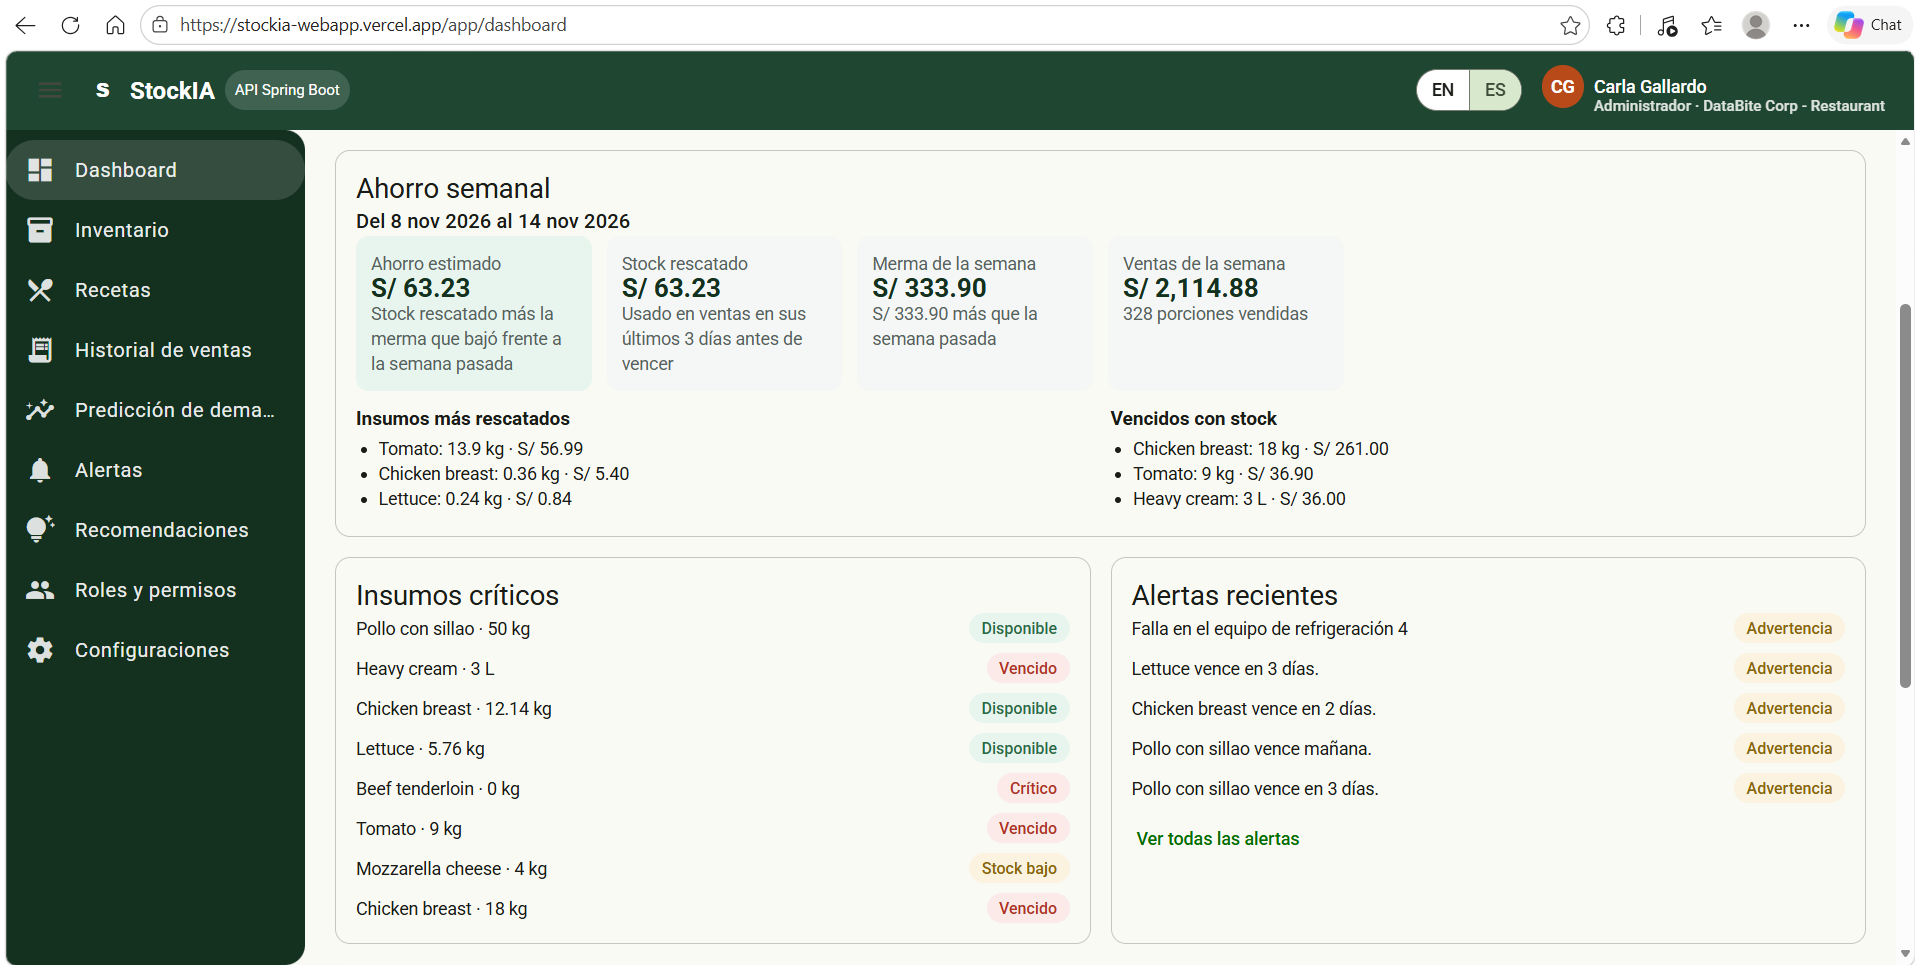 https://stockia-webapp.vercel.app/app/dashboard
Chat
S StockIA API Spring Boot
EN ES
CG Carla Gallardo
Administrador · DataBite Corp - Restaurant
Dashboard
Inventario
Recetas
Historial de ventas
Predicción de dema...
Alertas
Recomendaciones
Roles y permisos
Configuraciones
Ahorro semanal
Del 8 nov 2026 al 14 nov 2026
Ahorro estimado
S/ 63.23
Stock rescatado más la
merma que bajó frente a
la semana pasada
Stock rescatado
S/ 63.23
Usado en ventas en sus
últimos 3 días antes de
vencer
Merma de la semana
S/ 333.90
S/ 333.90 más que la
semana pasada
Ventas de la semana
S/ 2,114.88
328 porciones vendidas
Insumos más rescatados
• Tomato: 13.9 kg · S/ 56.99
• Chicken breast: 0.36 kg · S/ 5.40
• Lettuce: 0.24 kg · S/ 0.84
Vencidos con stock
• Chicken breast: 18 kg · S/ 261.00
• Tomato: 9 kg · S/ 36.90
• Heavy cream: 3 L · S/ 36.00
Insumos críticos
Pollo con sillao · 50 kg Disponible
Heavy cream · 3 L Vencido
Chicken breast · 12.14 kg Disponible
Lettuce · 5.76 kg Disponible
Beef tenderloin · 0 kg Crítico
Tomato · 9 kg Vencido
Mozzarella cheese · 4 kg Stock bajo
Chicken breast · 18 kg Vencido
Alertas recientes
Falla en el equipo de refrigeración 4 Advertencia
Lettuce vence en 3 días. Advertencia
Chicken breast vence en 2 días. Advertencia
Pollo con sillao vence mañana. Advertencia
Pollo con sillao vence en 3 días. Advertencia
Ver todas las alertas